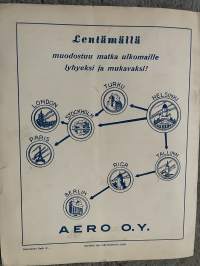 Lentämällä
muodostuu matka ulkomaille
lyhyeksi ja mukavaksi!
TURKU
HELSINKI
LONDON
STOCKHOLM
PARIS
TALLINN
RIGA
BERLIN
AERO O.Y.